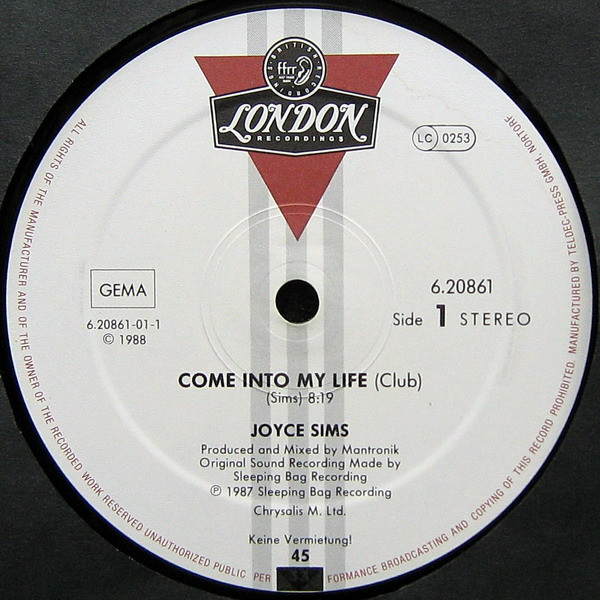 BRITISH RECORDINGS
ffrr
LONDON
RECORDINGS
LC 0253
GEMA
6.20861-01-1
© 1988
6.20861
Side 1 STEREO
COME INTO MY LIFE (Club)
(Sims) 8:19
JOYCE SIMS
Produced and Mixed by Mantronik
Original Sound Recording Made by
Sleeping Bag Recording
℗ 1987 Sleeping Bag Recording
Chrysalis M. Ltd.
Keine Vermietung!
45
ALL RIGHTS OF THE MANUFACTURER AND OF THE OWNER OF THE RECORDED WORK RESERVED UNAUTHORIZED PUBLIC PER FORMANCE BROADCASTING AND COPYING OF THIS RECORD PROHIBITED. MANUFACTURED BY TELDEC-PRESS GMBH, NORTORF